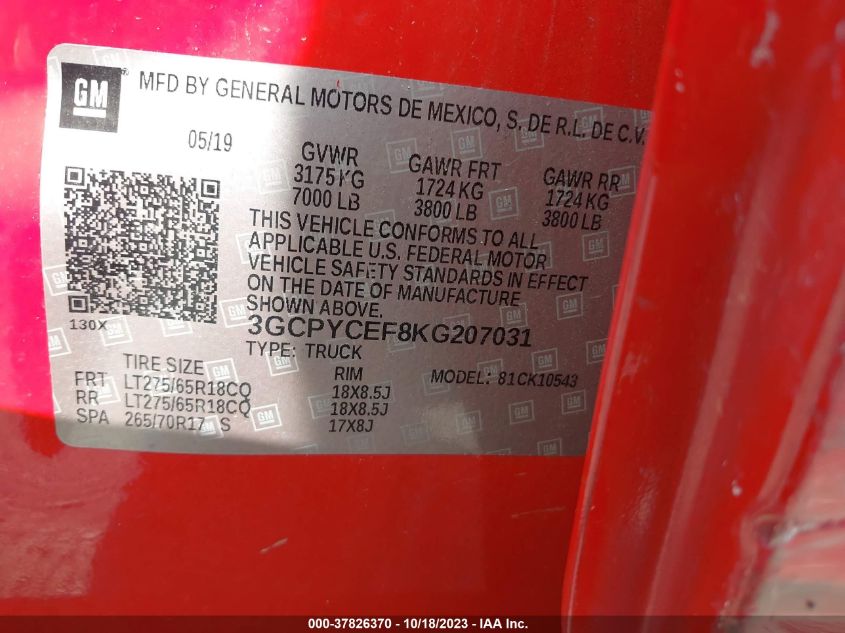 GM
MFD BY GENERAL MOTORS DE MEXICO, S. DE R.L. DE C.V.
05/19
GVWR GAWR FRT GAWR RR
3175 KG 1724 KG 1724 KG
7000 LB 3800 LB 3800 LB
THIS VEHICLE CONFORMS TO ALL
APPLICABLE U.S. FEDERAL MOTOR
VEHICLE SAFETY STANDARDS IN EFFECT
ON THE DATE OF MANUFACTURE
SHOWN ABOVE.
130X
3GCPYCEF8KG207031
TYPE: TRUCK
TIRE SIZE RIM MODEL: 81CK10543
FRT LT275/65R18CQ 18X8.5J
RR LT275/65R18CQ 18X8.5J
SPA 265/70R17 S 17X8J
000-37826370 - 10/18/2023 - IAA Inc.